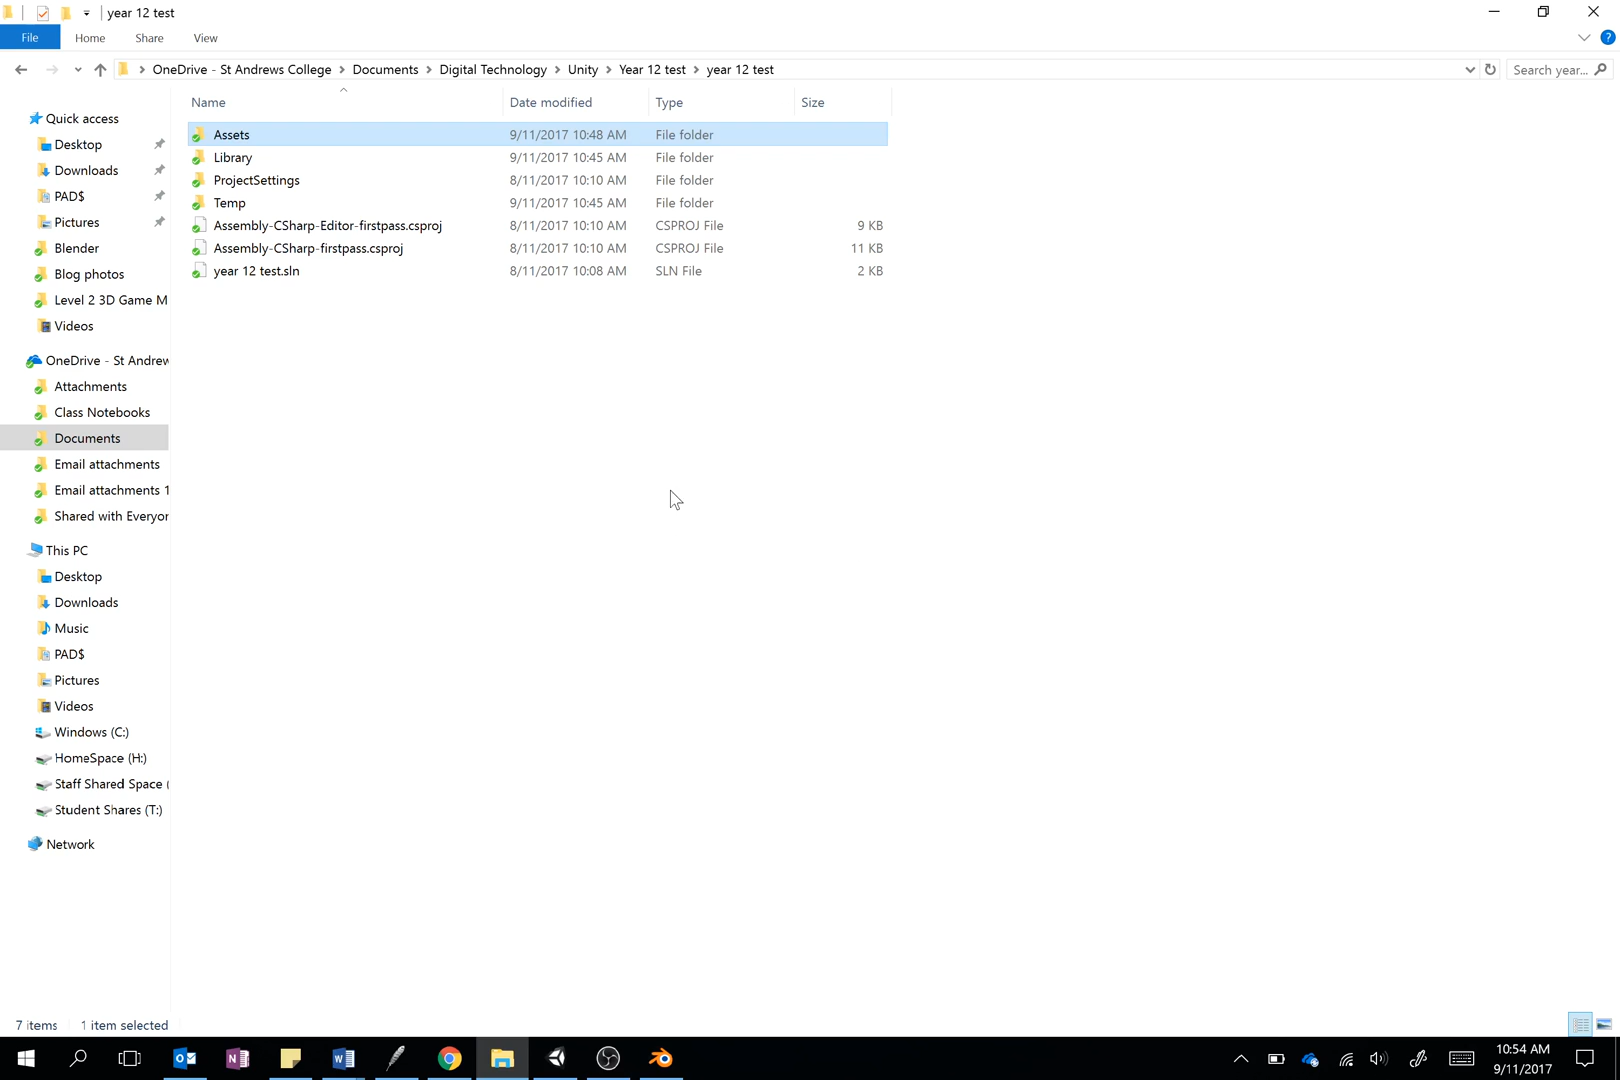 year 12 test
File Home Share View
OneDrive - St Andrews College Documents Digital Technology Unity Year 12 test year 12 test Search year...
Name Date modified Type Size
Quick access
Desktop
Downloads
PAD$
Pictures
Blender
Blog photos
Level 2 3D Game M
Videos
OneDrive - St Andrew
Attachments
Class Notebooks
Documents
Email attachments
Email attachments 1
Shared with Everyor
This PC
Desktop
Downloads
Music
PAD$
Pictures
Videos
Windows (C:)
HomeSpace (H:)
Staff Shared Space (
Student Shares (T:)
Network
Assets 9/11/2017 10:48 AM File folder
Library 9/11/2017 10:45 AM File folder
ProjectSettings 8/11/2017 10:10 AM File folder
Temp 9/11/2017 10:45 AM File folder
Assembly-CSharp-Editor-firstpass.csproj 8/11/2017 10:10 AM CSPROJ File 9 KB
Assembly-CSharp-firstpass.csproj 8/11/2017 10:10 AM CSPROJ File 11 KB
year 12 test.sln 8/11/2017 10:08 AM SLN File 2 KB
7 items 1 item selected
10:54 AM
9/11/2017